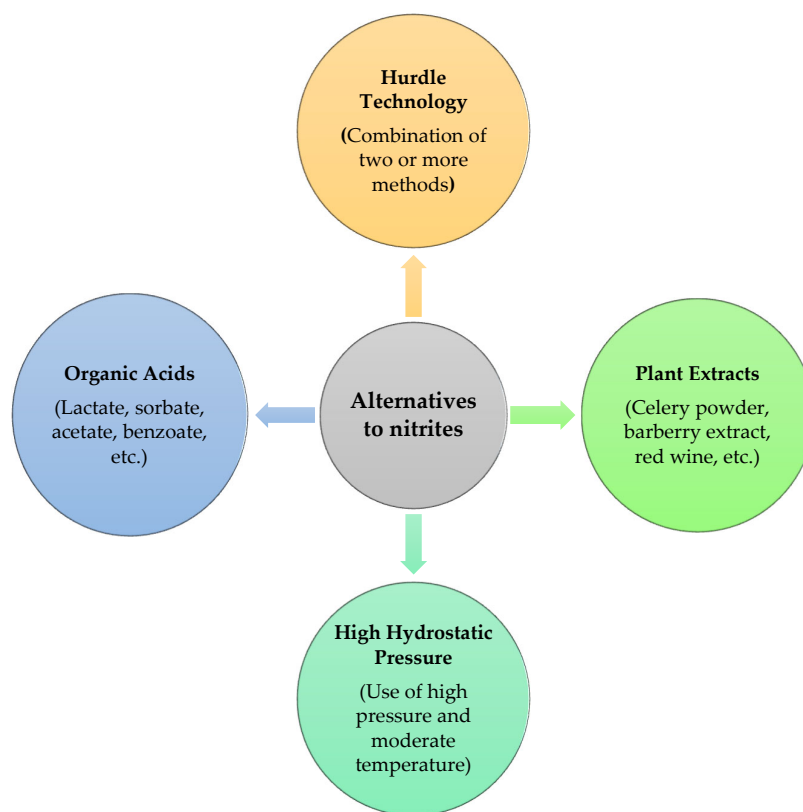 Hurdle
Technology
(Combination of
two or more
methods)
Organic Acids
(Lactate, sorbate,
acetate, benzoate,
etc.)
Alternatives
to nitrites
Plant Extracts
(Celery powder,
barberry extract,
red wine, etc.)
High Hydrostatic
Pressure
(Use of high
pressure and
moderate
temperature)